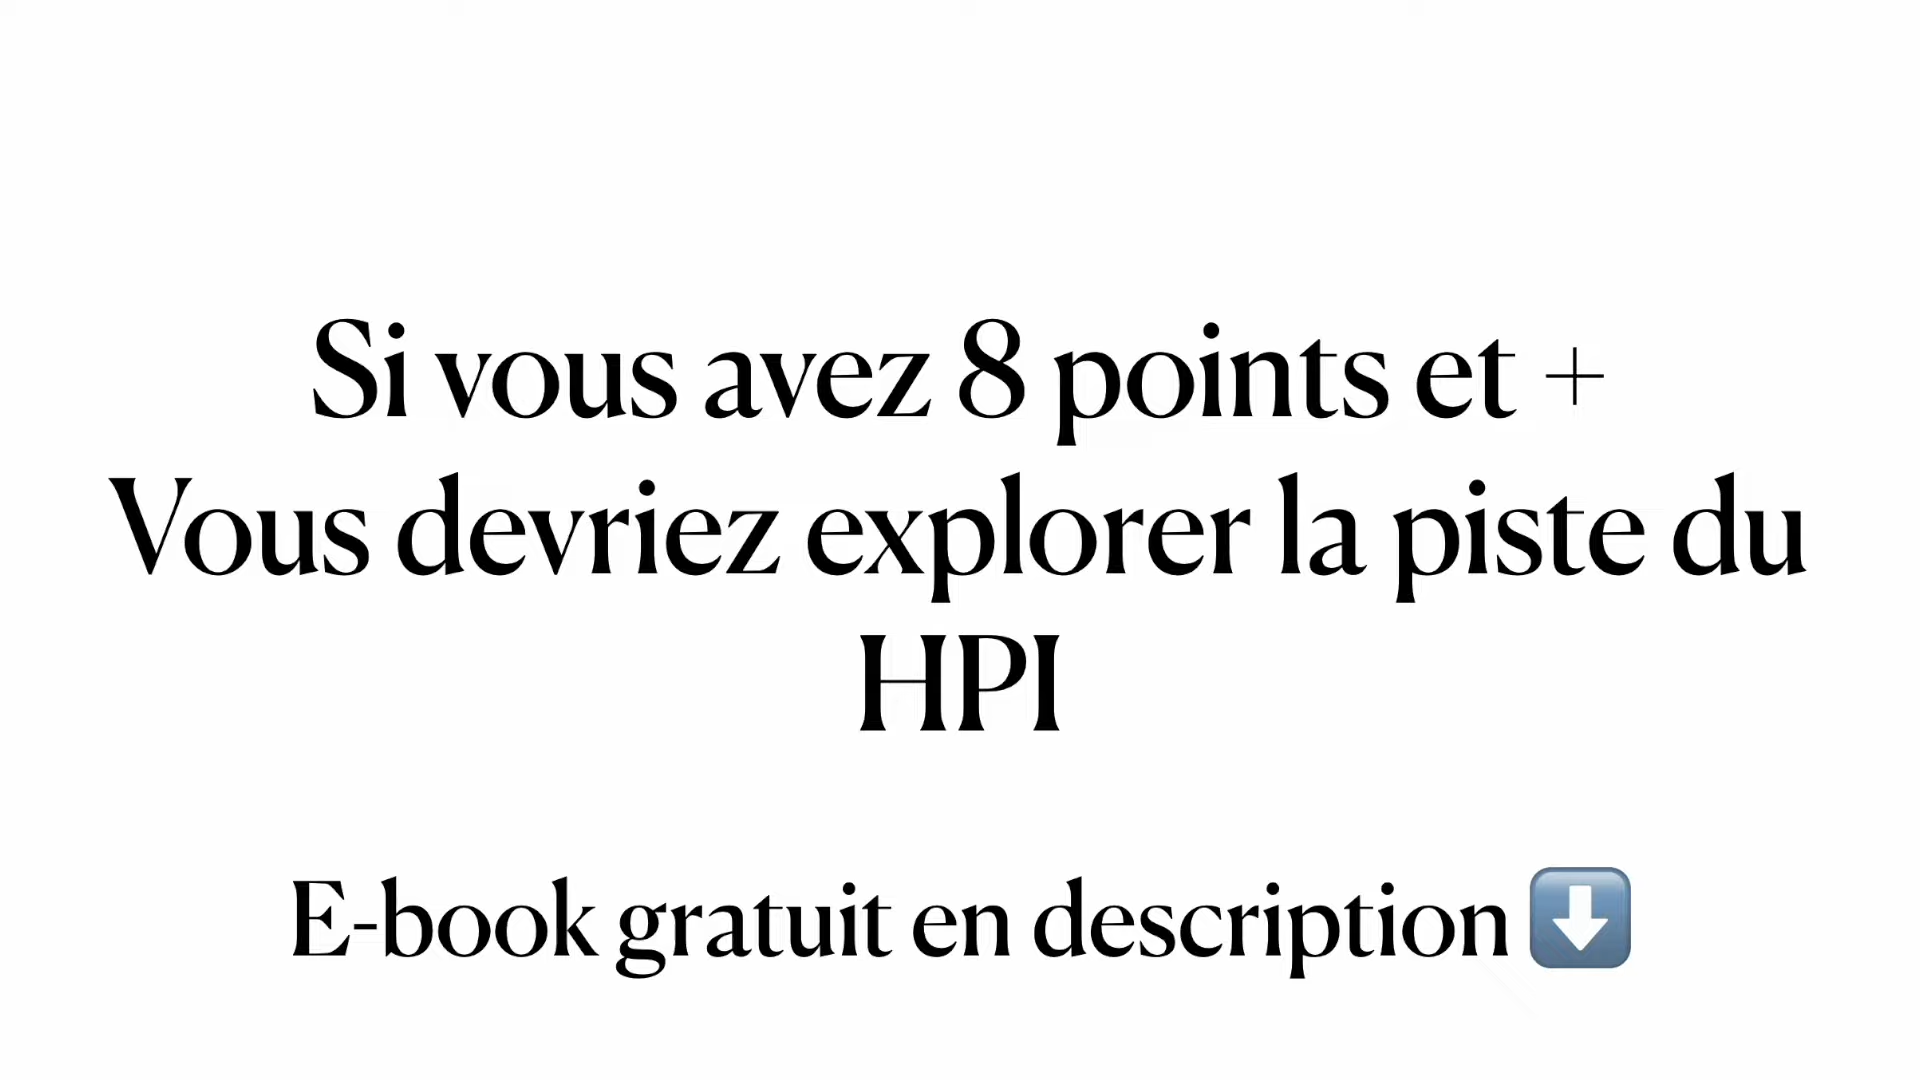 Si vous avez 8 points et +
Vous devriez explorer la piste du
HPI
E-book gratuit en description ⬇️